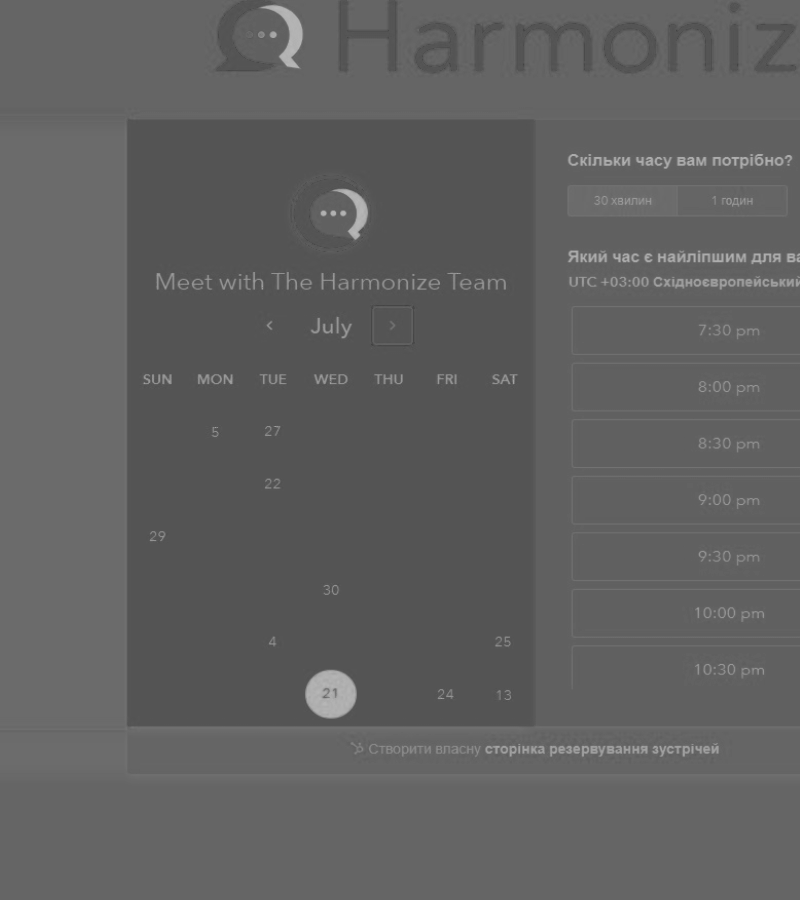 Harmoniz
Meet with The Harmonize Team
July
SUN MON TUE WED THU FRI SAT
5 27
22
29
30
4 25
21 24 13
Скільки часу вам потрібно?
30 хвилин 1 годин
Який час є найліпшим для ва
UTC +03:00 Східноєвропейський
7:30 pm
8:00 pm
8:30 pm
9:00 pm
9:30 pm
10:00 pm
10:30 pm
Створити власну сторінка резервування зустрічей